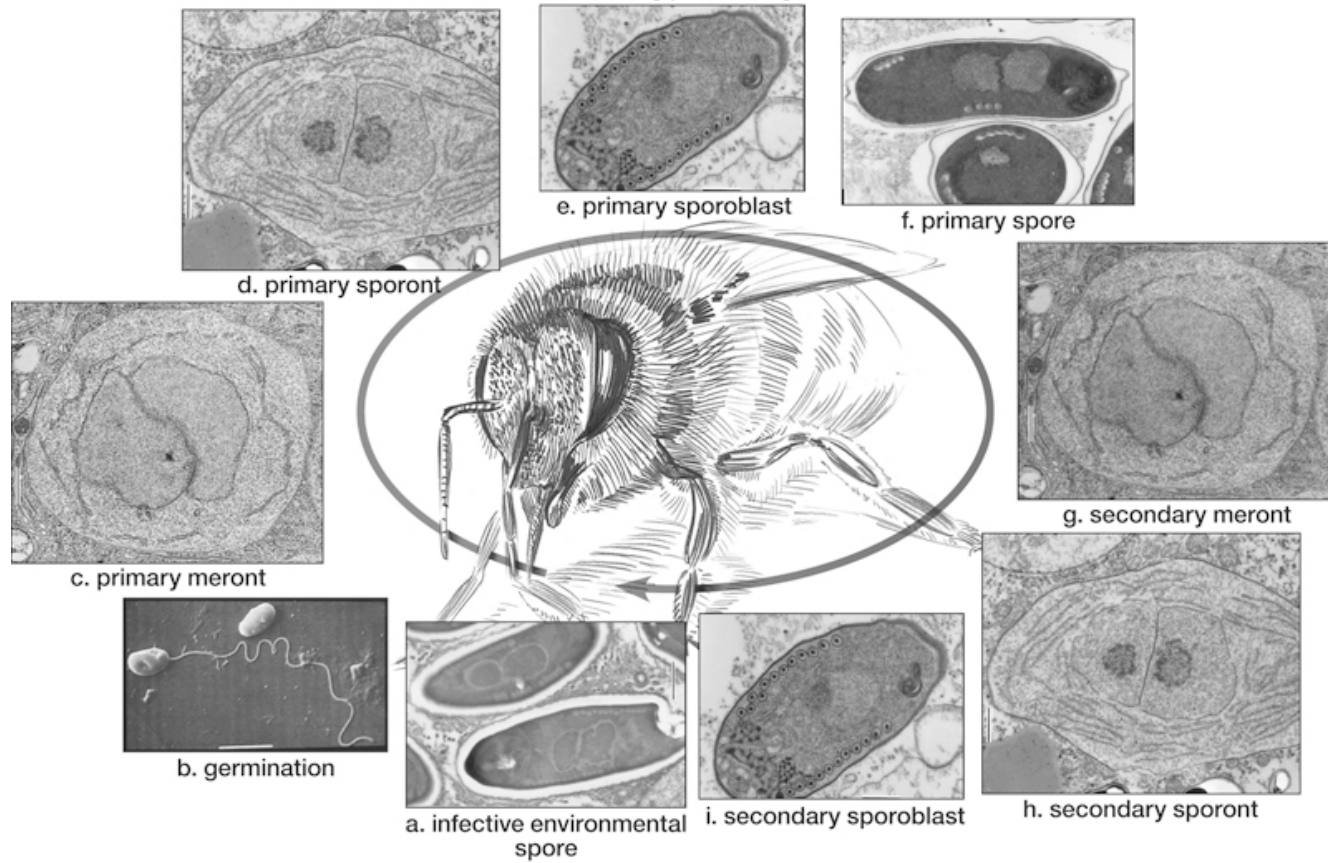 e. primary sporoblast
f. primary spore
d. primary sporont
g. secondary meront
c. primary meront
b. germination
a. infective environmental
spore
i. secondary sporoblast
h. secondary sporont